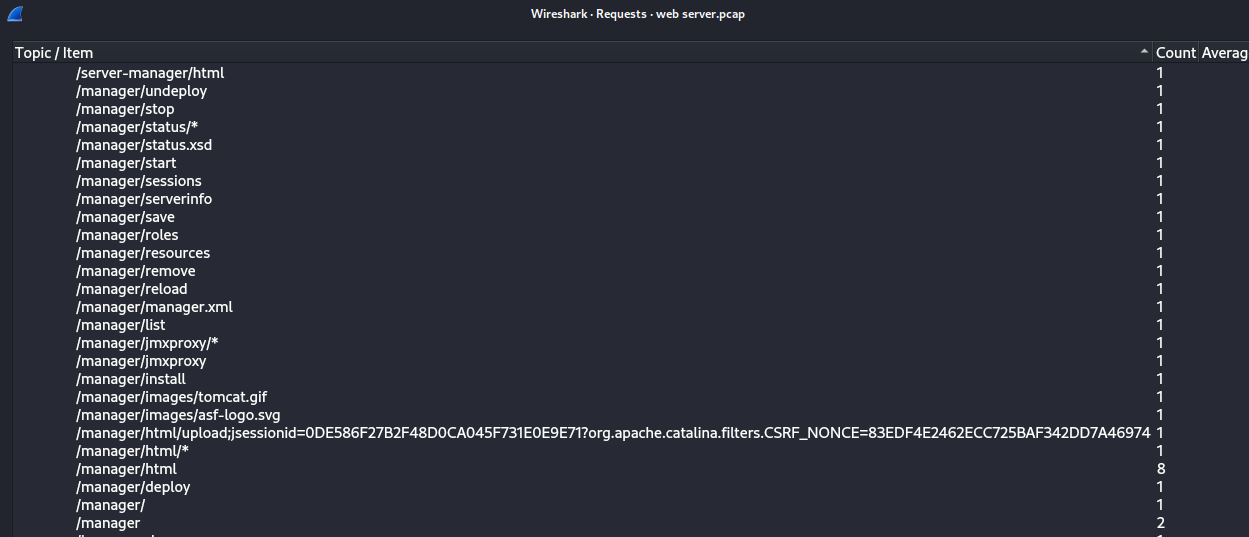 Wireshark · Requests · web server.pcap
Topic / Item Count Averag
/server-manager/html 1
/manager/undeploy 1
/manager/stop 1
/manager/status/* 1
/manager/status.xsd 1
/manager/start 1
/manager/sessions 1
/manager/serverinfo 1
/manager/save 1
/manager/roles 1
/manager/resources 1
/manager/remove 1
/manager/reload 1
/manager/manager.xml 1
/manager/list 1
/manager/jmxproxy/* 1
/manager/jmxproxy 1
/manager/install 1
/manager/images/tomcat.gif 1
/manager/images/asf-logo.svg 1
/manager/html/upload;jsessionid=0DE586F27B2F48D0CA045F731E0E9E71?org.apache.catalina.filters.CSRF_NONCE=83EDF4E2462ECC725BAF342DD7A46974 1
/manager/html/* 1
/manager/html 8
/manager/deploy 1
/manager/ 1
/manager 2